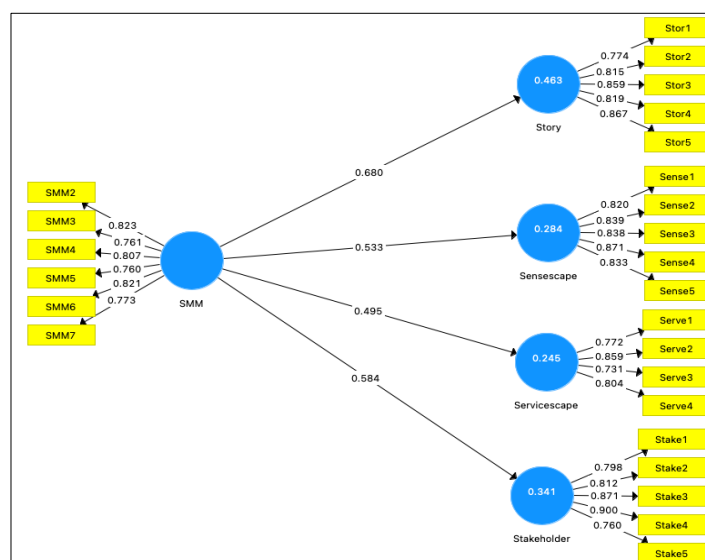 SMM2
SMM3
SMM4
SMM5
SMM6
SMM7
0.823
0.761
0.807
0.760
0.821
0.773
SMM
0.680
0.533
0.495
0.584
0.463
Story
0.774
0.815
0.859
0.819
0.867
Stor1
Stor2
Stor3
Stor4
Stor5
0.284
Sensescape
0.820
0.839
0.838
0.871
0.833
Sense1
Sense2
Sense3
Sense4
Sense5
0.245
Servicescape
0.772
0.859
0.731
0.804
Serve1
Serve2
Serve3
Serve4
0.341
Stakeholder
0.798
0.812
0.871
0.900
0.760
Stake1
Stake2
Stake3
Stake4
Stake5